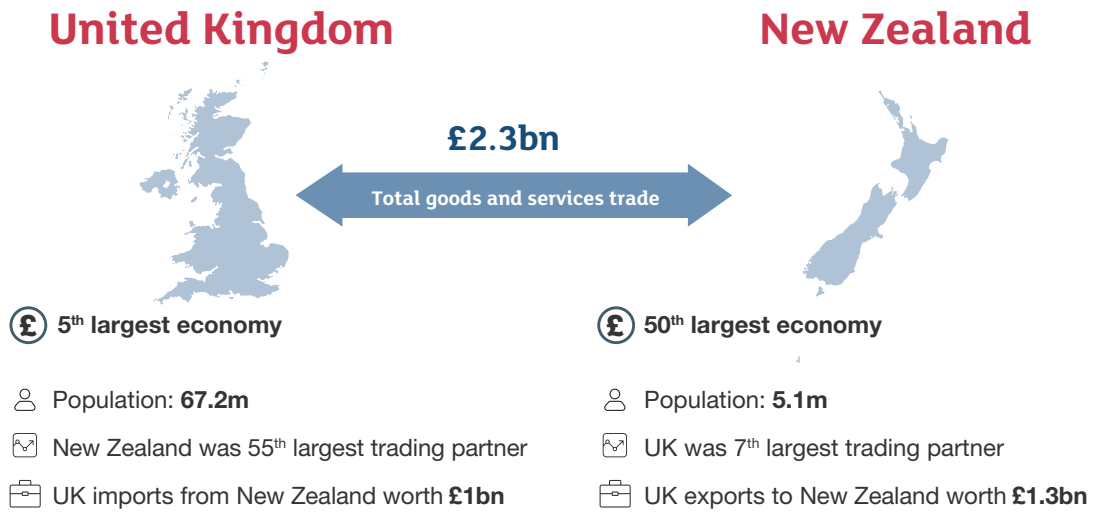 United Kingdom
New Zealand
£2.3bn
Total goods and services trade
£ 5th largest economy
£ 50th largest economy
Population: 67.2m
Population: 5.1m
New Zealand was 55th largest trading partner
UK was 7th largest trading partner
UK imports from New Zealand worth £1bn
UK exports to New Zealand worth £1.3bn